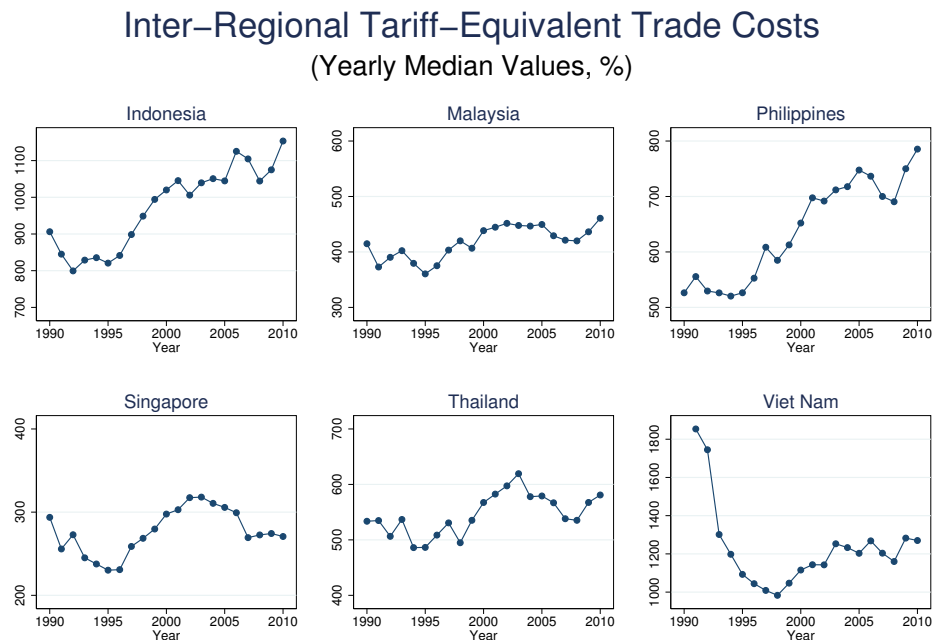 Inter−Regional Tariff−Equivalent Trade Costs
(Yearly Median Values, %)
Indonesia
1100
1000
900
800
700
1990 1995 2000 2005 2010
Year
Malaysia
600
500
400
300
1990 1995 2000 2005 2010
Year
Philippines
800
700
600
500
1990 1995 2000 2005 2010
Year
Singapore
400
300
200
1990 1995 2000 2005 2010
Year
Thailand
700
600
500
400
1990 1995 2000 2005 2010
Year
Viet Nam
1800
1600
1400
1200
1000
1990 1995 2000 2005 2010
Year